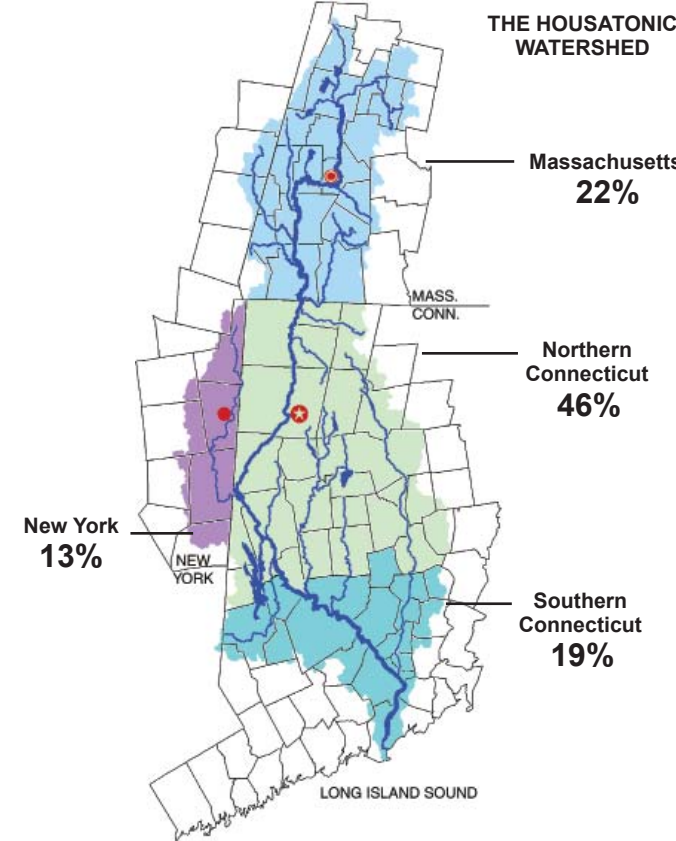 THE HOUSATONIC
WATERSHED
Massachusetts
22%
MASS.
CONN.
Northern
Connecticut
46%
New York
13%
NEW
YORK
Southern
Connecticut
19%
LONG ISLAND SOUND